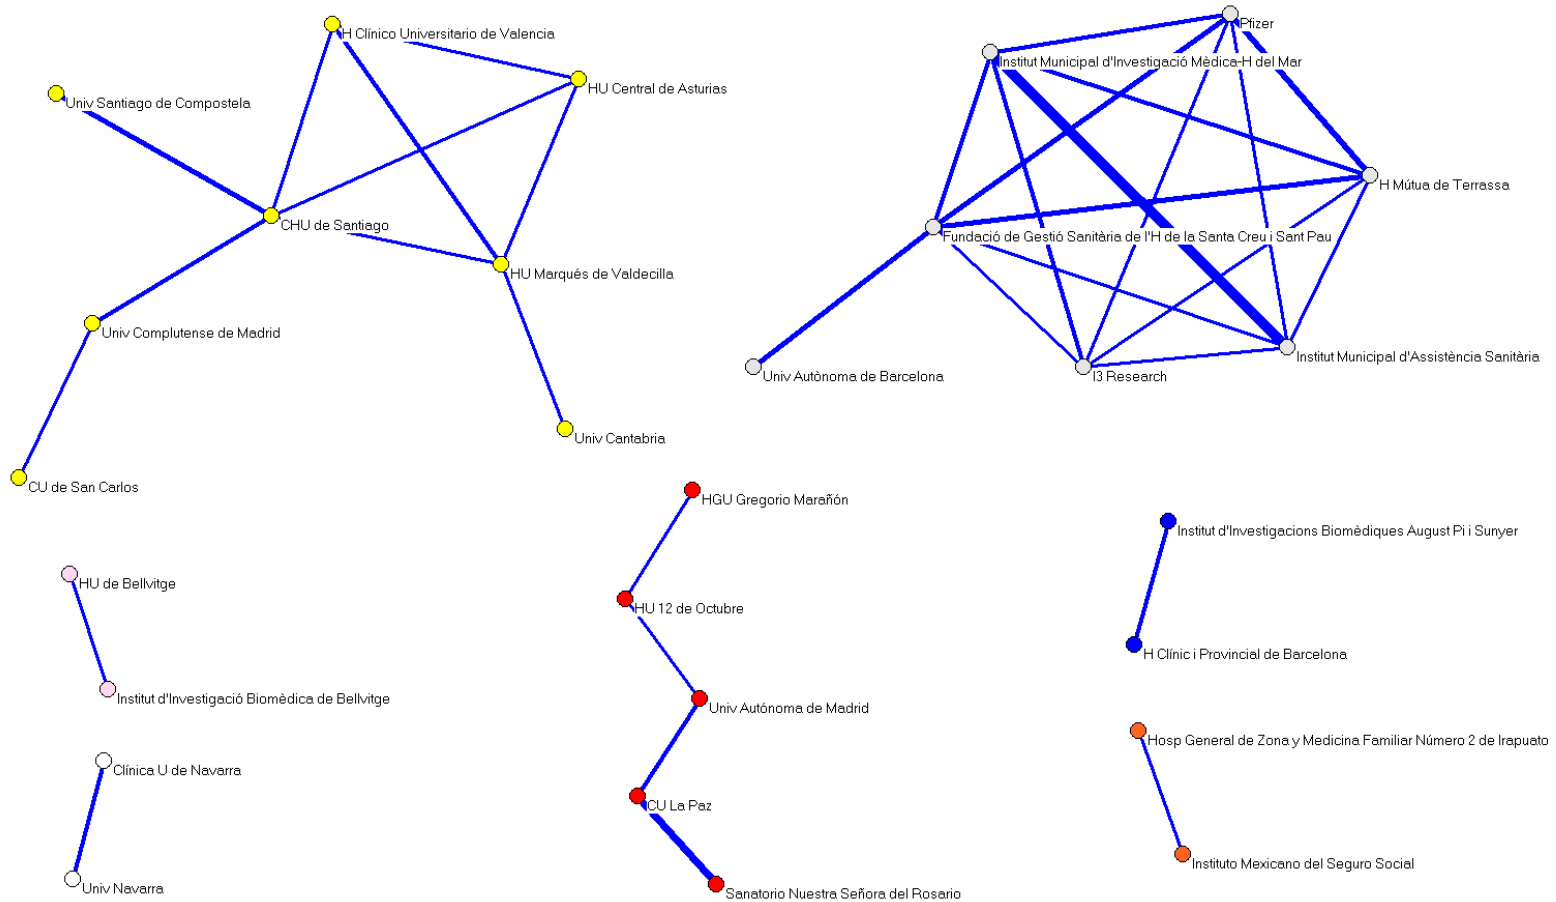 H Clínico Universitario de Valencia
HU Central de Asturias
Univ Santiago de Compostela
CHU de Santiago
HU Marqués de Valdecilla
Univ Complutense de Madrid
Univ Cantabria
CU de San Carlos
Pfizer
Institut Municipal d'Investigació Mèdica-H del Mar
H Mútua de Terrassa
Fundació de Gestió Sanitària de l'H de la Santa Creu i Sant Pau
Institut Municipal d'Assistència Sanitària
Univ Autònoma de Barcelona
I3 Research
HGU Gregorio Marañón
HU 12 de Octubre
Univ Autónoma de Madrid
CU La Paz
Sanatorio Nuestra Señora del Rosario
Institut d'Investigacions Biomèdiques August Pi i Sunyer
H Clínic i Provincial de Barcelona
HU de Bellvitge
Institut d'Investigació Biomèdica de Bellvitge
Clínica U de Navarra
Univ Navarra
Hosp General de Zona y Medicina Familiar Número 2 de Irapuato
Instituto Mexicano del Seguro Social